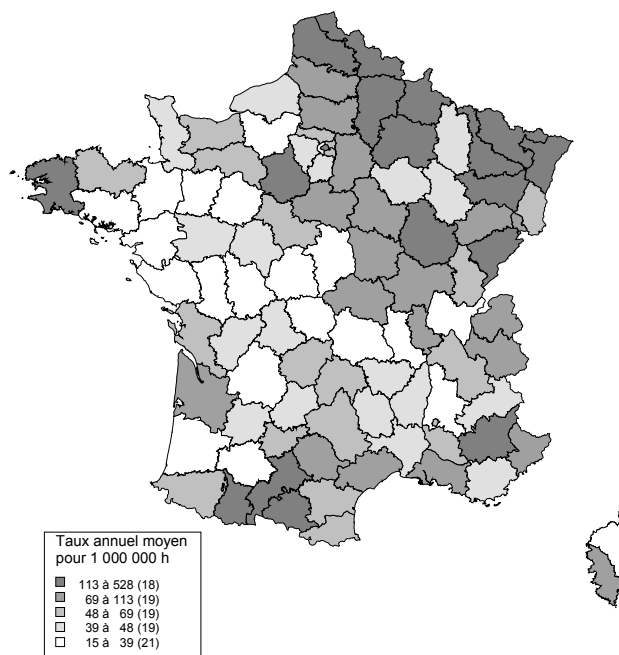 Taux annuel moyen
pour 1 000 000 h
113 à 528 (18)
69 à 113 (19)
48 à 69 (19)
39 à 48 (19)
15 à 39 (21)